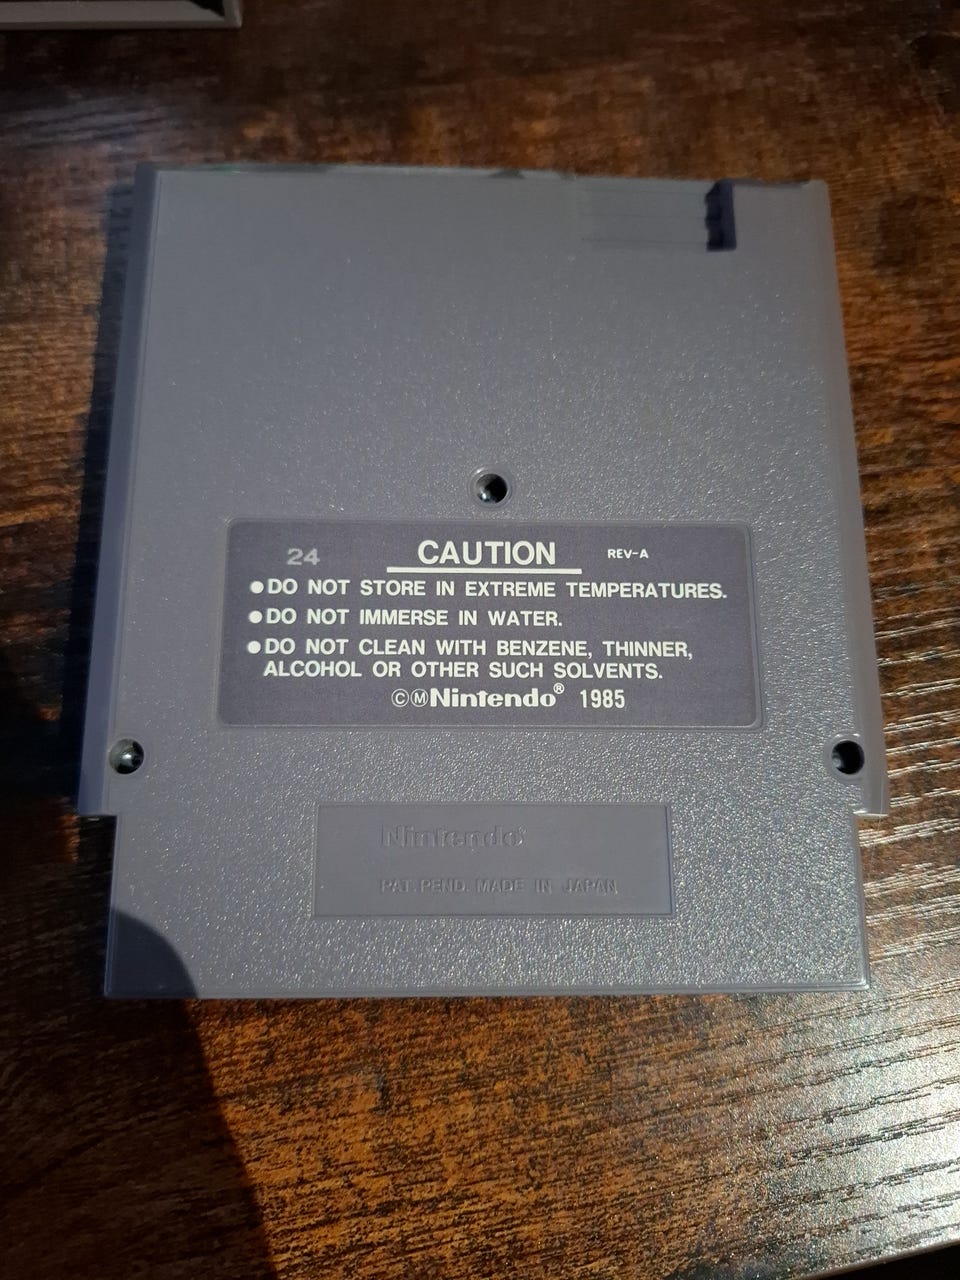 24 CAUTION REV-A
●DO NOT STORE IN EXTREME TEMPERATURES.
●DO NOT IMMERSE IN WATER.
●DO NOT CLEAN WITH BENZENE, THINNER,
ALCOHOL OR OTHER SUCH SOLVENTS.
ⒸⓂNintendo® 1985
Nintendo®
PAT. PEND. MADE IN JAPAN